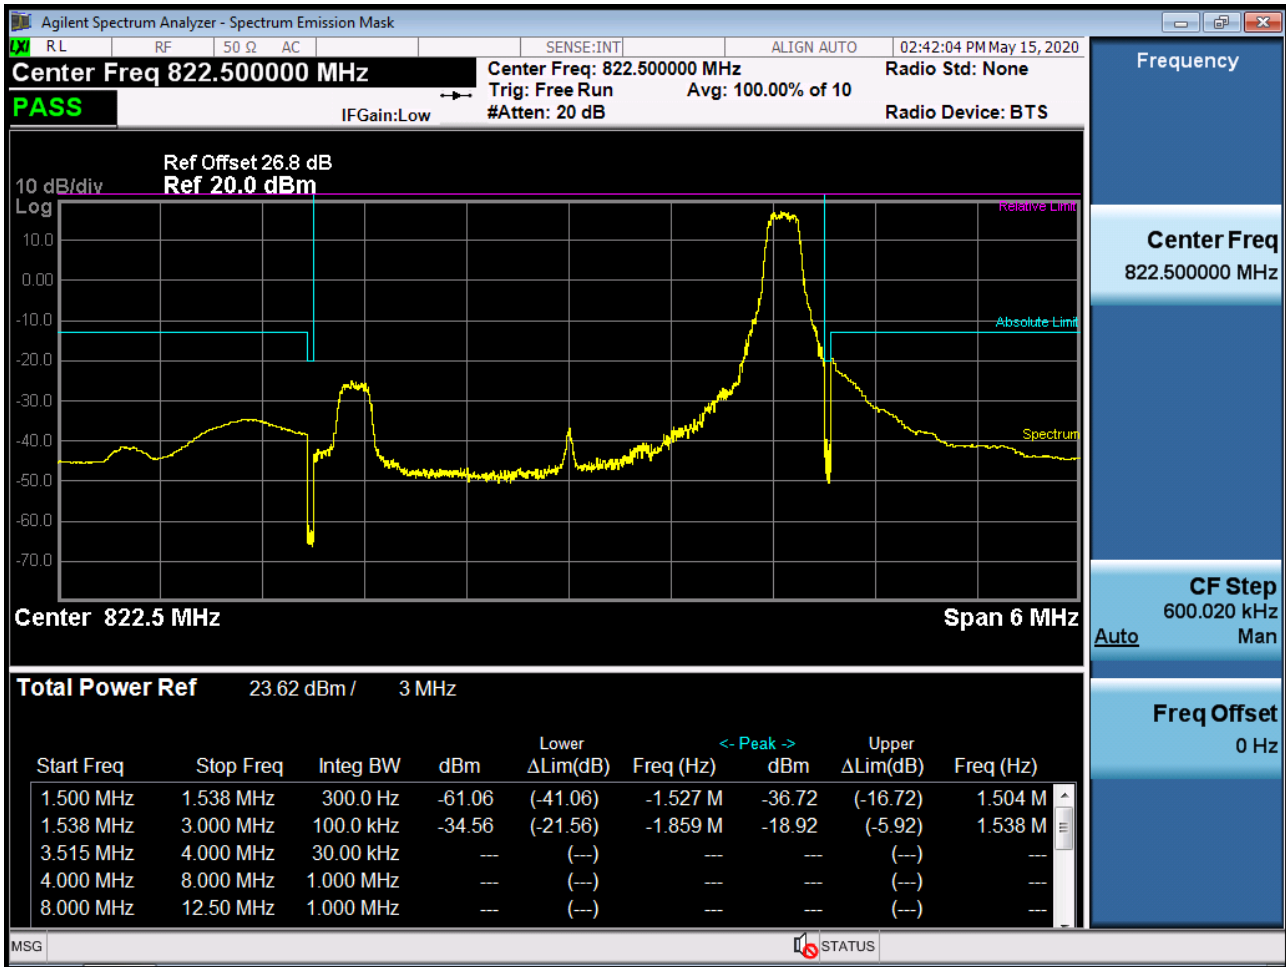 Agilent Spectrum Analyzer - Spectrum Emission Mask
LXI RL RF 50 Ω AC SENSE:INT ALIGN AUTO 02:42:04 PM May 15, 2020
Center Freq 822.500000 MHz
Center Freq: 822.500000 MHz Radio Std: None
Trig: Free Run Avg: 100.00% of 10
PASS IFGain:Low #Atten: 20 dB Radio Device: BTS
Ref Offset 26.8 dB
10 dB/div Ref 20.0 dBm
Log
Relative Limit
10.0
0.00
-10.0
Absolute Limit
-20.0
-30.0
-40.0
Spectrum
-50.0
-60.0
-70.0
Center 822.5 MHz Span 6 MHz
Total Power Ref 23.62 dBm / 3 MHz
Lower <- Peak -> Upper
Start Freq Stop Freq Integ BW dBm ΔLim(dB) Freq (Hz) dBm ΔLim(dB) Freq (Hz)
1.500 MHz 1.538 MHz 300.0 Hz -61.06 (-41.06) -1.527 M -36.72 (-16.72) 1.504 M
1.538 MHz 3.000 MHz 100.0 kHz -34.56 (-21.56) -1.859 M -18.92 (-5.92) 1.538 M
3.515 MHz 4.000 MHz 30.00 kHz --- (---) --- --- (---) ---
4.000 MHz 8.000 MHz 1.000 MHz --- (---) --- --- (---) ---
8.000 MHz 12.50 MHz 1.000 MHz --- (---) --- --- (---) ---
MSG STATUS
Frequency
Center Freq
822.500000 MHz
CF Step
600.020 kHz
Auto Man
Freq Offset
0 Hz